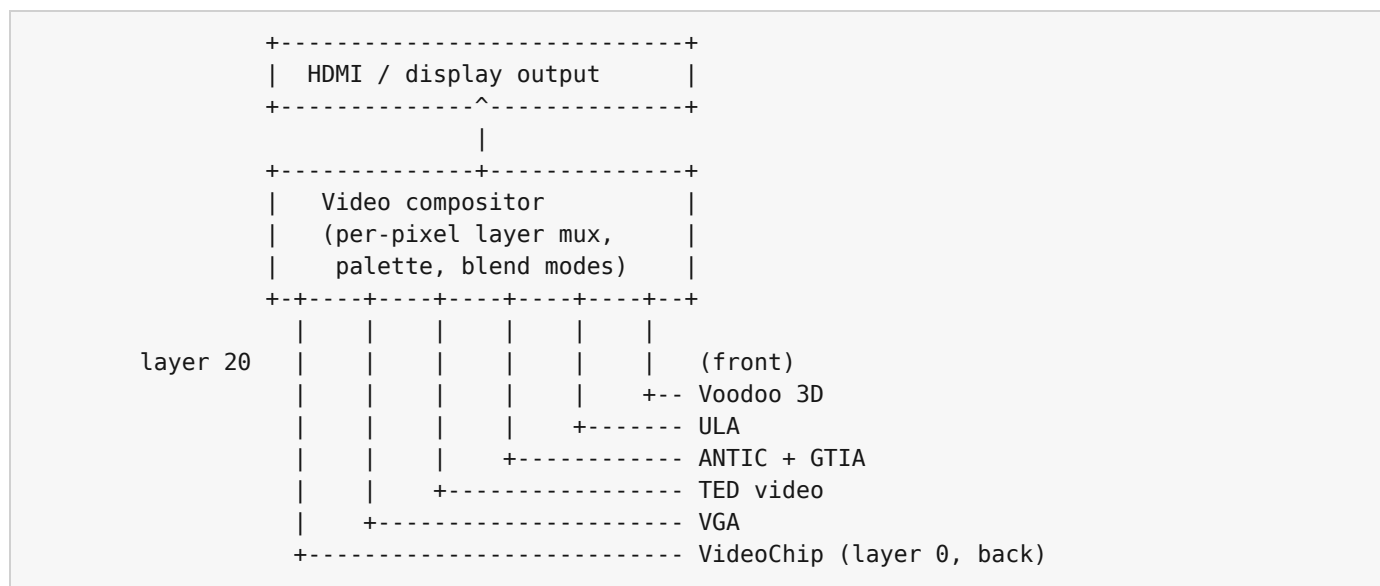 HDMI / display output
Video compositor
(per-pixel layer mux,
palette, blend modes)
layer 20 (front)
Voodoo 3D
ULA
ANTIC + GTIA
TED video
VGA
VideoChip (layer 0, back)